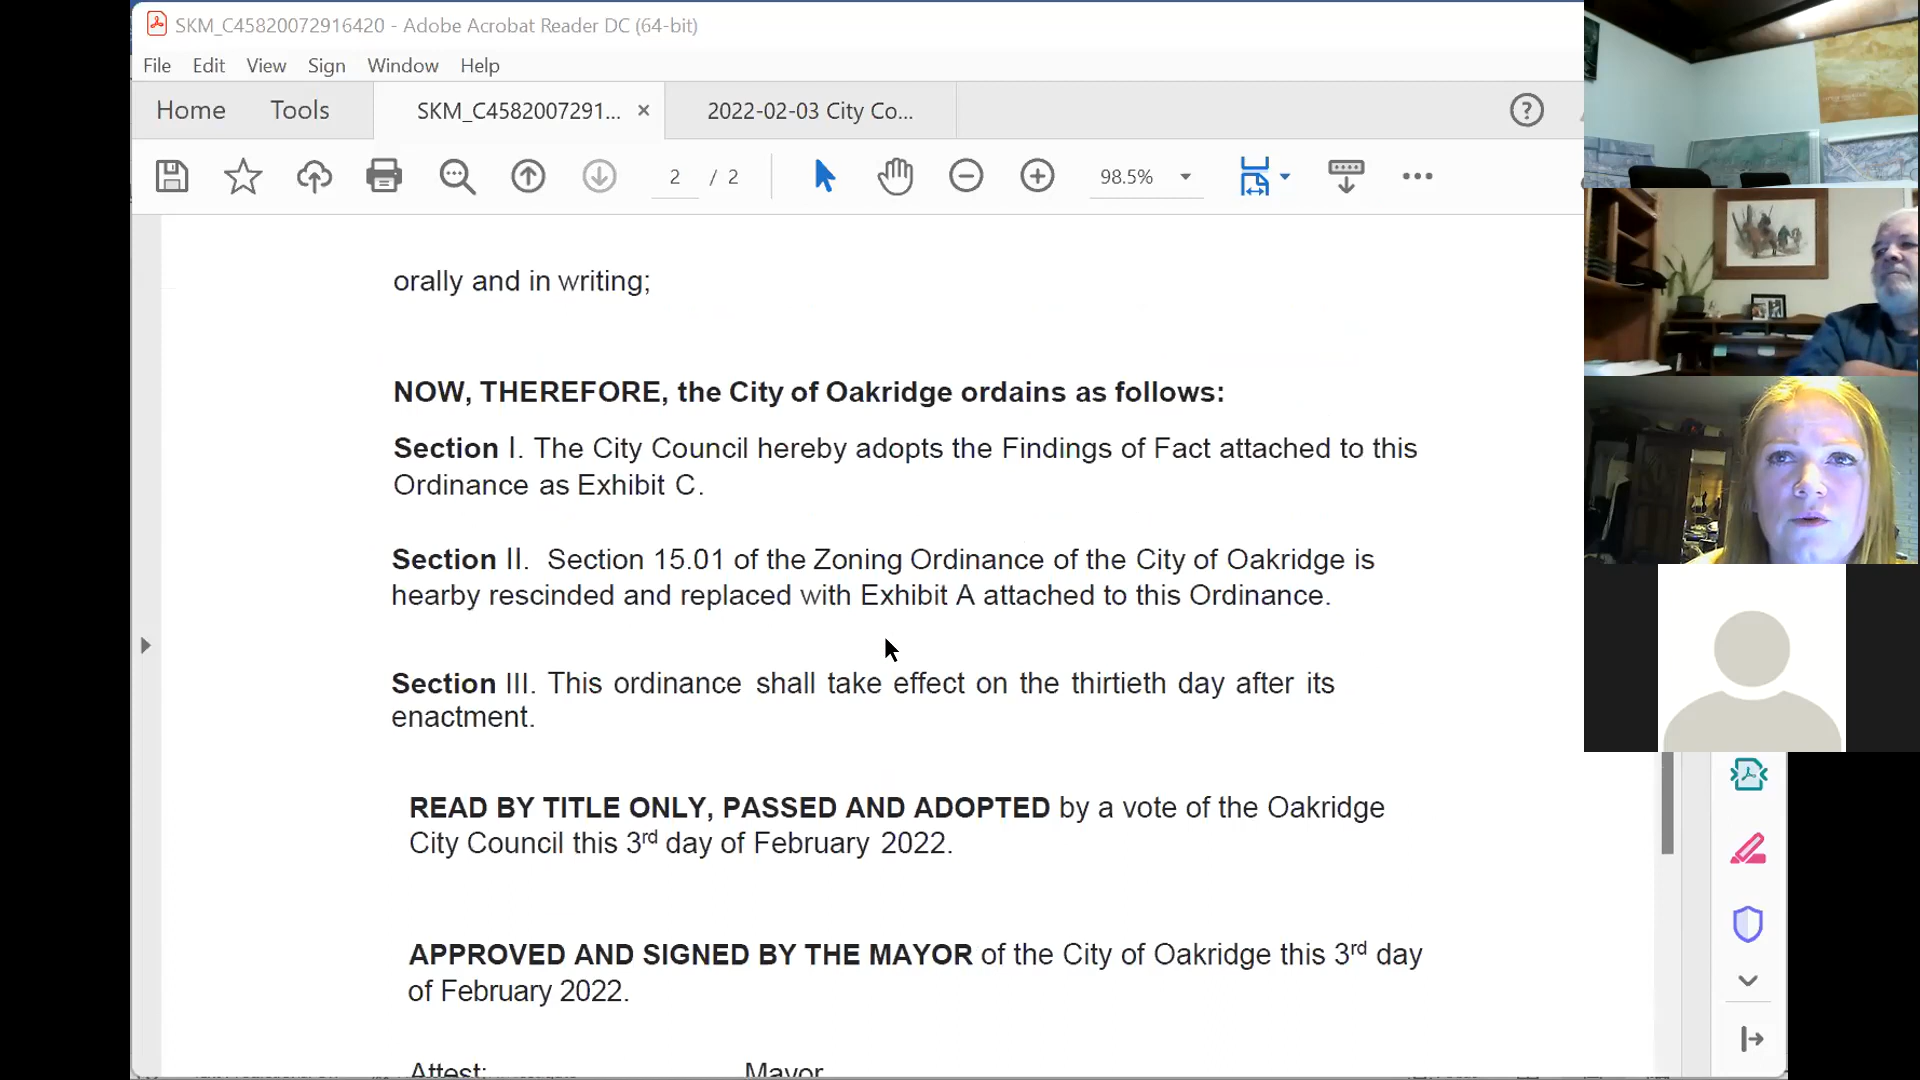 SKM_C45820072916420 - Adobe Acrobat Reader DC (64-bit)
File Edit View Sign Window Help
Home Tools SKM_C4582007291... × 2022-02-03 City Co...
2 / 2 98.5%
orally and in writing;
NOW, THEREFORE, the City of Oakridge ordains as follows:
Section I. The City Council hereby adopts the Findings of Fact attached to this
Ordinance as Exhibit C.
Section II. Section 15.01 of the Zoning Ordinance of the City of Oakridge is
hearby rescinded and replaced with Exhibit A attached to this Ordinance.
Section III. This ordinance shall take effect on the thirtieth day after its
enactment.
READ BY TITLE ONLY, PASSED AND ADOPTED by a vote of the Oakridge
City Council this 3rd day of February 2022.
APPROVED AND SIGNED BY THE MAYOR of the City of Oakridge this 3rd day
of February 2022.
Attest: Mayor